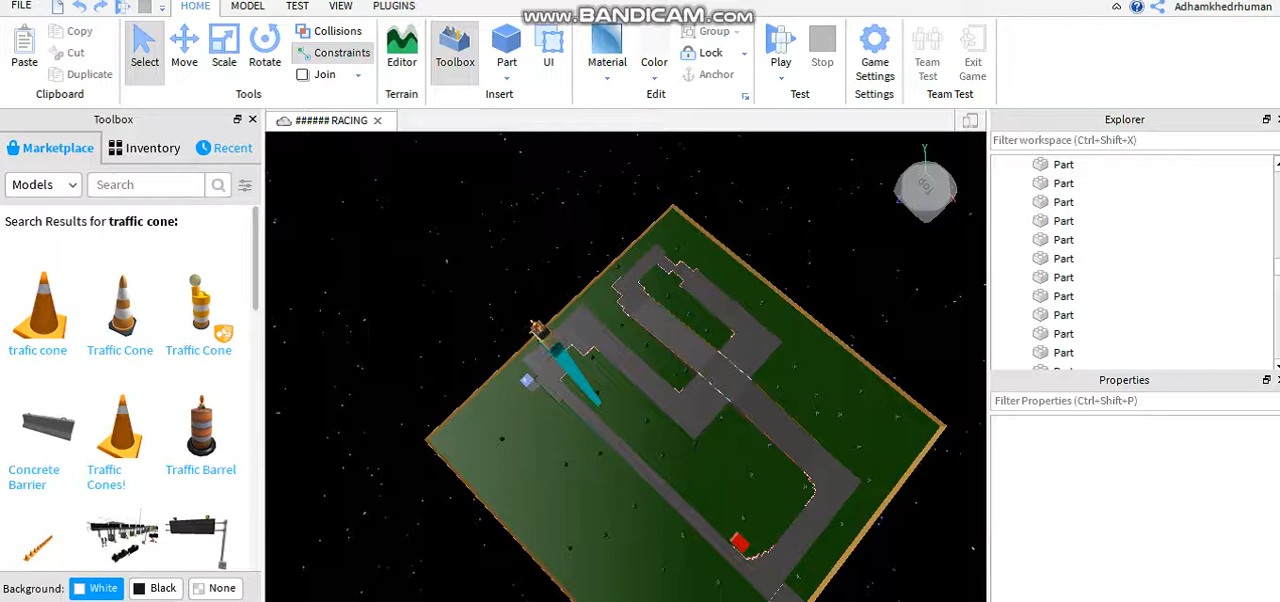 www.BANDICAM.com
FILE HOME MODEL TEST VIEW PLUGINS Adhamkhedrhuman
Paste Copy Cut Duplicate
Select Move Scale Rotate Collisions Constraints Join
Editor Toolbox Part UI Material Color Group Lock Anchor
Play Stop Game Settings Team Test Exit Game
Clipboard Tools Terrain Insert Edit Test Settings Team Test
Toolbox ###### RACING Explorer
Marketplace Inventory Recent
Filter workspace (Ctrl+Shift+X)
Models Search
Search Results for traffic cone:
trafic cone Traffic Cone Traffic Cone
Concrete Barrier Traffic Cones! Traffic Barrel
Background: White Black None
Y
Top
Z X
Part
Part
Part
Part
Part
Part
Part
Part
Part
Part
Part
Properties
Filter Properties (Ctrl+Shift+P)